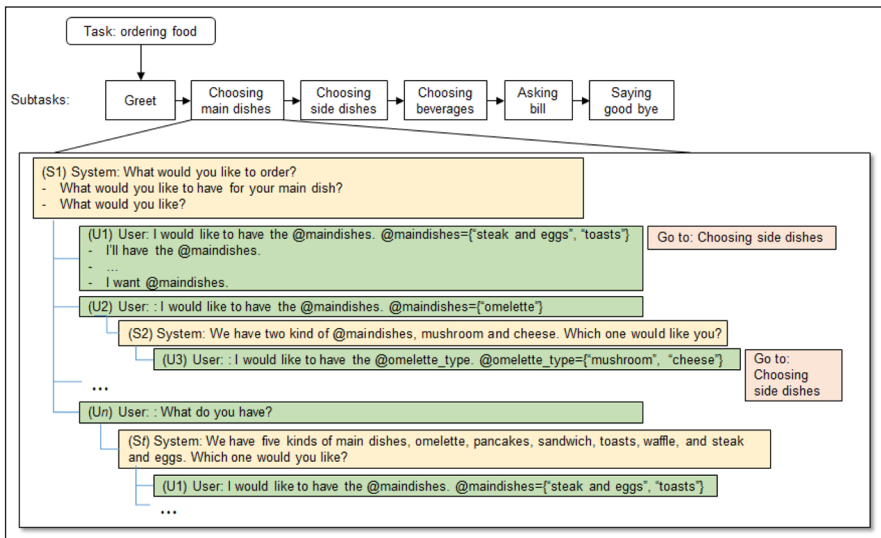 Task: ordering food
Subtasks:
Greet
Choosing
main dishes
Choosing
side dishes
Choosing
beverages
Asking
bill
Saying
good bye
(S1) System: What would you like to order?
- What would you like to have for your main dish?
- What would you like?
(U1) User: I would like to have the @maindishes. @maindishes={“steak and eggs”, “toasts”}
- I’ll have the @maindishes.
- ...
- I want @maindishes.
Go to: Choosing side dishes
(U2) User: : I would like to have the @maindishes. @maindishes={“omelette”}
(S2) System: We have two kind of @maindishes, mushroom and cheese. Which one would like you?
(U3) User: : I would like to have the @omelette_type. @omelette_type={“mushroom”, “cheese”}
Go to:
Choosing
side dishes
...
(Un) User: : What do you have?
(St) System: We have five kinds of main dishes, omelette, pancakes, sandwich, toasts, waffle, and steak
and eggs. Which one would you like?
(U1) User: I would like to have the @maindishes. @maindishes={“steak and eggs”, “toasts”}
...